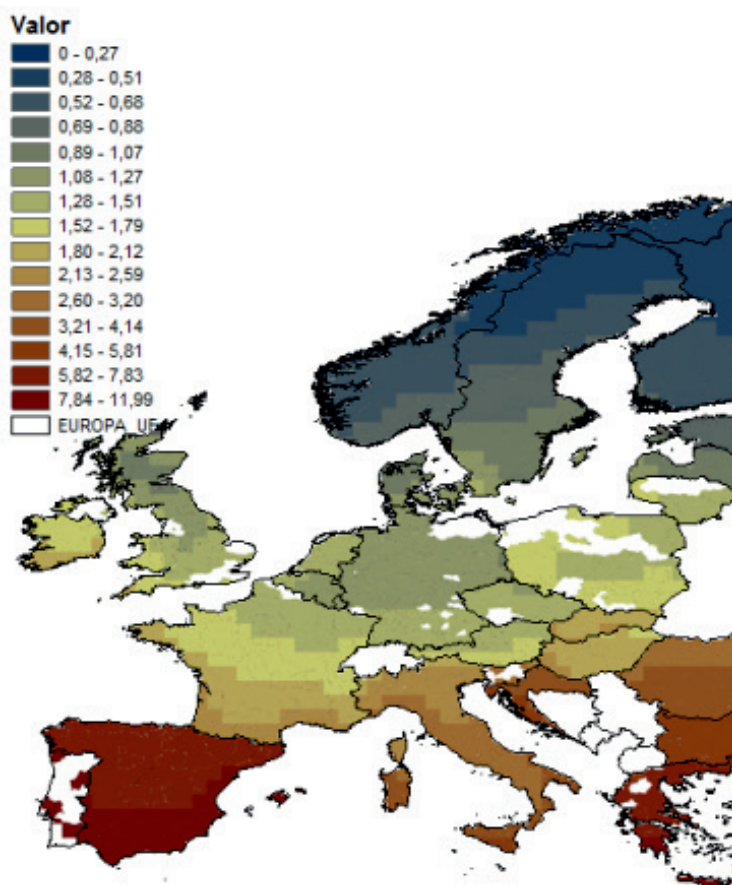 Valor
0 - 0,27
0,28 - 0,51
0,52 - 0,68
0,69 - 0,88
0,89 - 1,07
1,08 - 1,27
1,28 - 1,51
1,52 - 1,79
1,80 - 2,12
2,13 - 2,59
2,60 - 3,20
3,21 - 4,14
4,15 - 5,81
5,82 - 7,83
7,84 - 11,99
EUROPA_UE